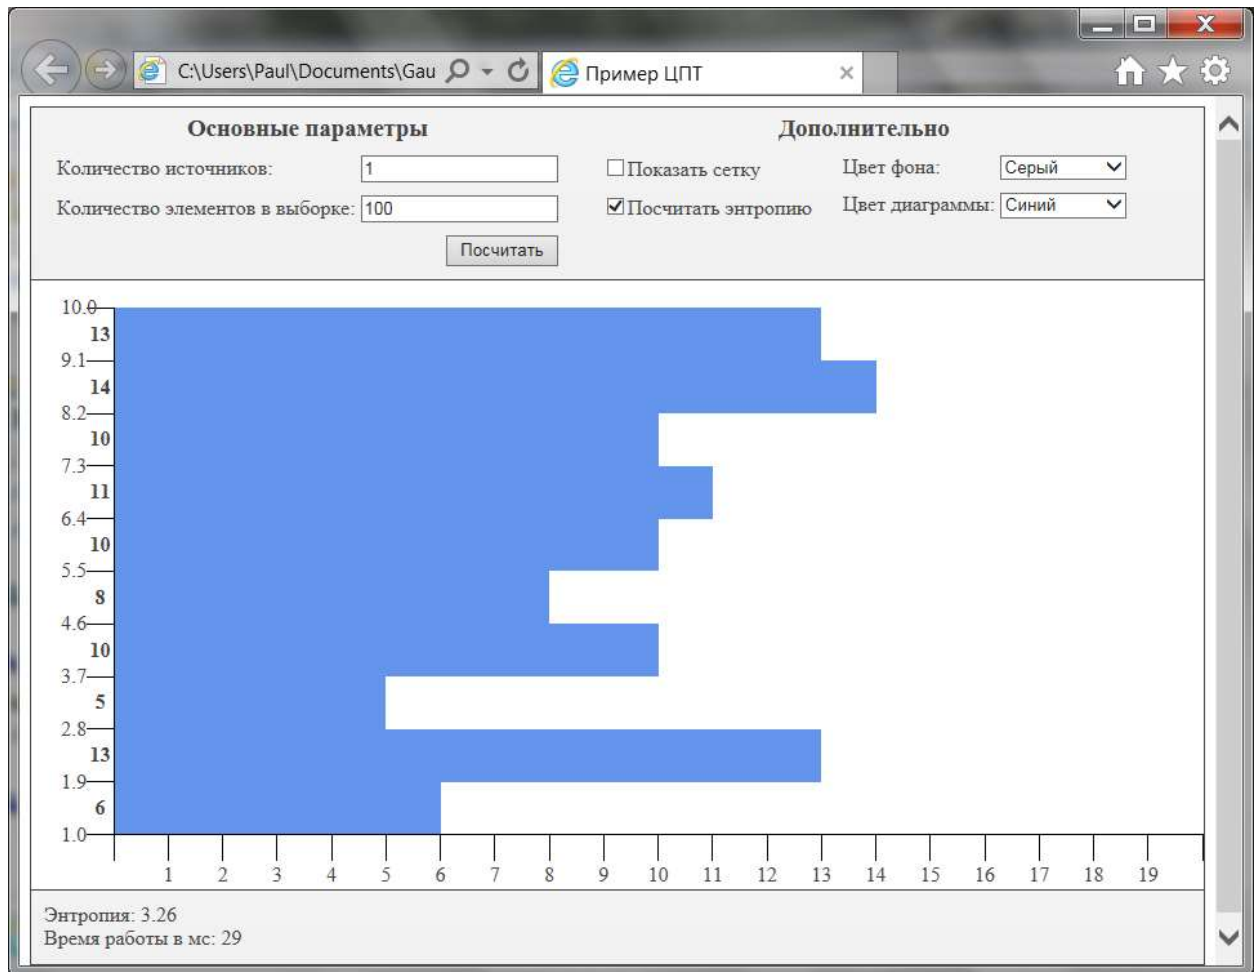 C:\Users\Paul\Documents\Gau
Пример ЦПТ
Основные параметры
Дополнительно
Количество источников: 1
Показать сетку
Цвет фона: Серый
Количество элементов в выборке: 100
Посчитать энтропию
Цвет диаграммы: Синий
Посчитать
10.0
13
9.1
14
8.2
10
7.3
11
6.4
10
5.5
8
4.6
10
3.7
5
2.8
13
1.9
6
1.0
1 2 3 4 5 6 7 8 9 10 11 12 13 14 15 16 17 18 19
Энтропия: 3.26
Время работы в мс: 29